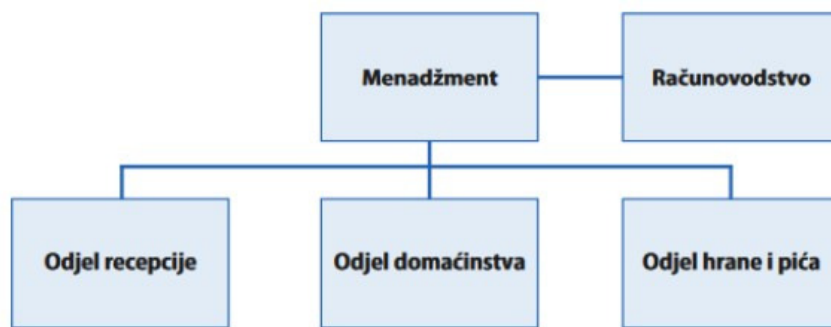 Menadžment
Računovodstvo
Odjel recepcije
Odjel domaćinstva
Odjel hrane i pića